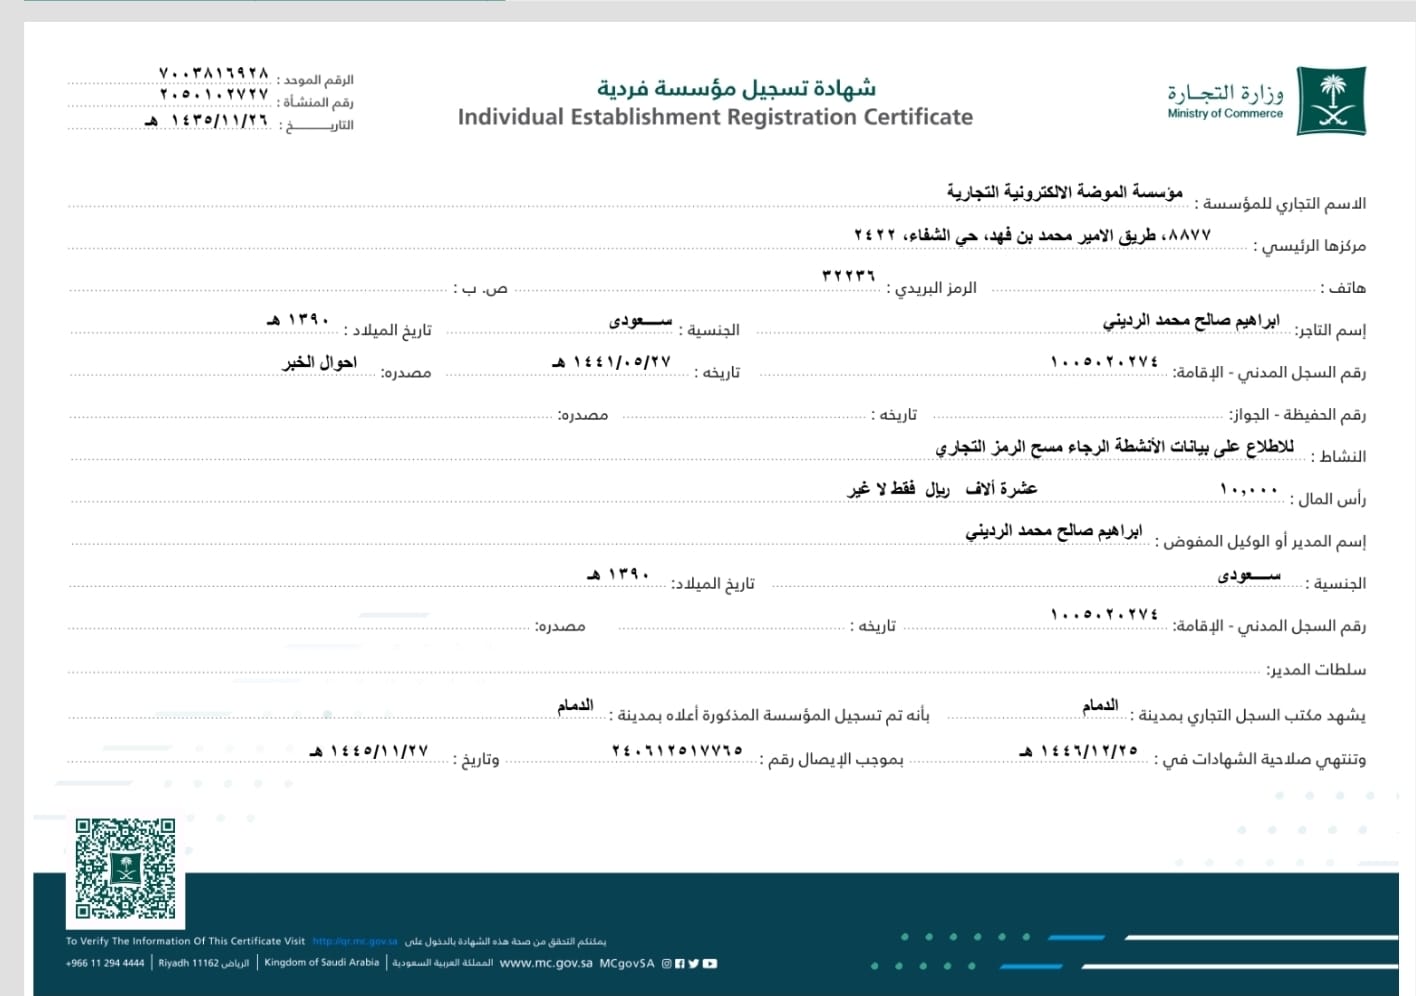 وزارة التجـارة
Ministry of Commerce
شهادة تسجيل مؤسسة فردية
Individual Establishment Registration Certificate
الرقم الموحد : ٧٠٠٣٨١٦٩٢٨
رقم المنشأة : ٢٠٥٠١٠٢٧٢٧
التاريـــــخ : ١٤٣٥/١١/٢٦ هـ
الاسم التجاري للمؤسسة : مؤسسة الموضة الالكترونية التجارية
مركزها الرئيسي : ٨٨٧٧، طريق الامير محمد بن فهد، حي الشفاء، ٢٤٢٢
هاتف : الرمز البريدي : ٣٢٢٣٦ ص. ب :
إسم التاجر: ابراهيم صالح محمد الرديني الجنسية : ســـعودى تاريخ الميلاد : ١٣٩٠ هـ
رقم السجل المدني - الإقامة: ١٠٠٥٠٢٠٢٧٤ تاريخه : ١٤٤١/٠٥/٢٧ هـ مصدره: احوال الخبر
رقم الحفيظة - الجواز: تاريخه : مصدره:
النشاط : للاطلاع على بيانات الأنشطة الرجاء مسح الرمز التجاري
رأس المال : ١٠,٠٠٠ عشرة ألاف ريال فقط لا غير
إسم المدير أو الوكيل المفوض : ابراهيم صالح محمد الرديني
الجنسية : ســـعودى تاريخ الميلاد: ١٣٩٠ هـ
رقم السجل المدني - الإقامة: ١٠٠٥٠٢٠٢٧٤ تاريخه : مصدره:
سلطات المدير:
يشهد مكتب السجل التجاري بمدينة : الدمام بأنه تم تسجيل المؤسسة المذكورة أعلاه بمدينة : الدمام
وتنتهي صلاحية الشهادات في : ١٤٤٦/١٢/٢٥ هـ بموجب الإيصال رقم : ٢٤٠٦١٢٥١٧٧٦٥ وتاريخ : ١٤٤٥/١١/٢٧ هـ
To Verify The Information Of This Certificate Visit http://qr.mc.gov.sa يمكنكم التحقق من صحة هذه الشهادة بالدخول على
+966 11 294 4444 | Riyadh 11162 الرياض | Kingdom of Saudi Arabia | المملكة العربية السعودية www.mc.gov.sa MCgovSA